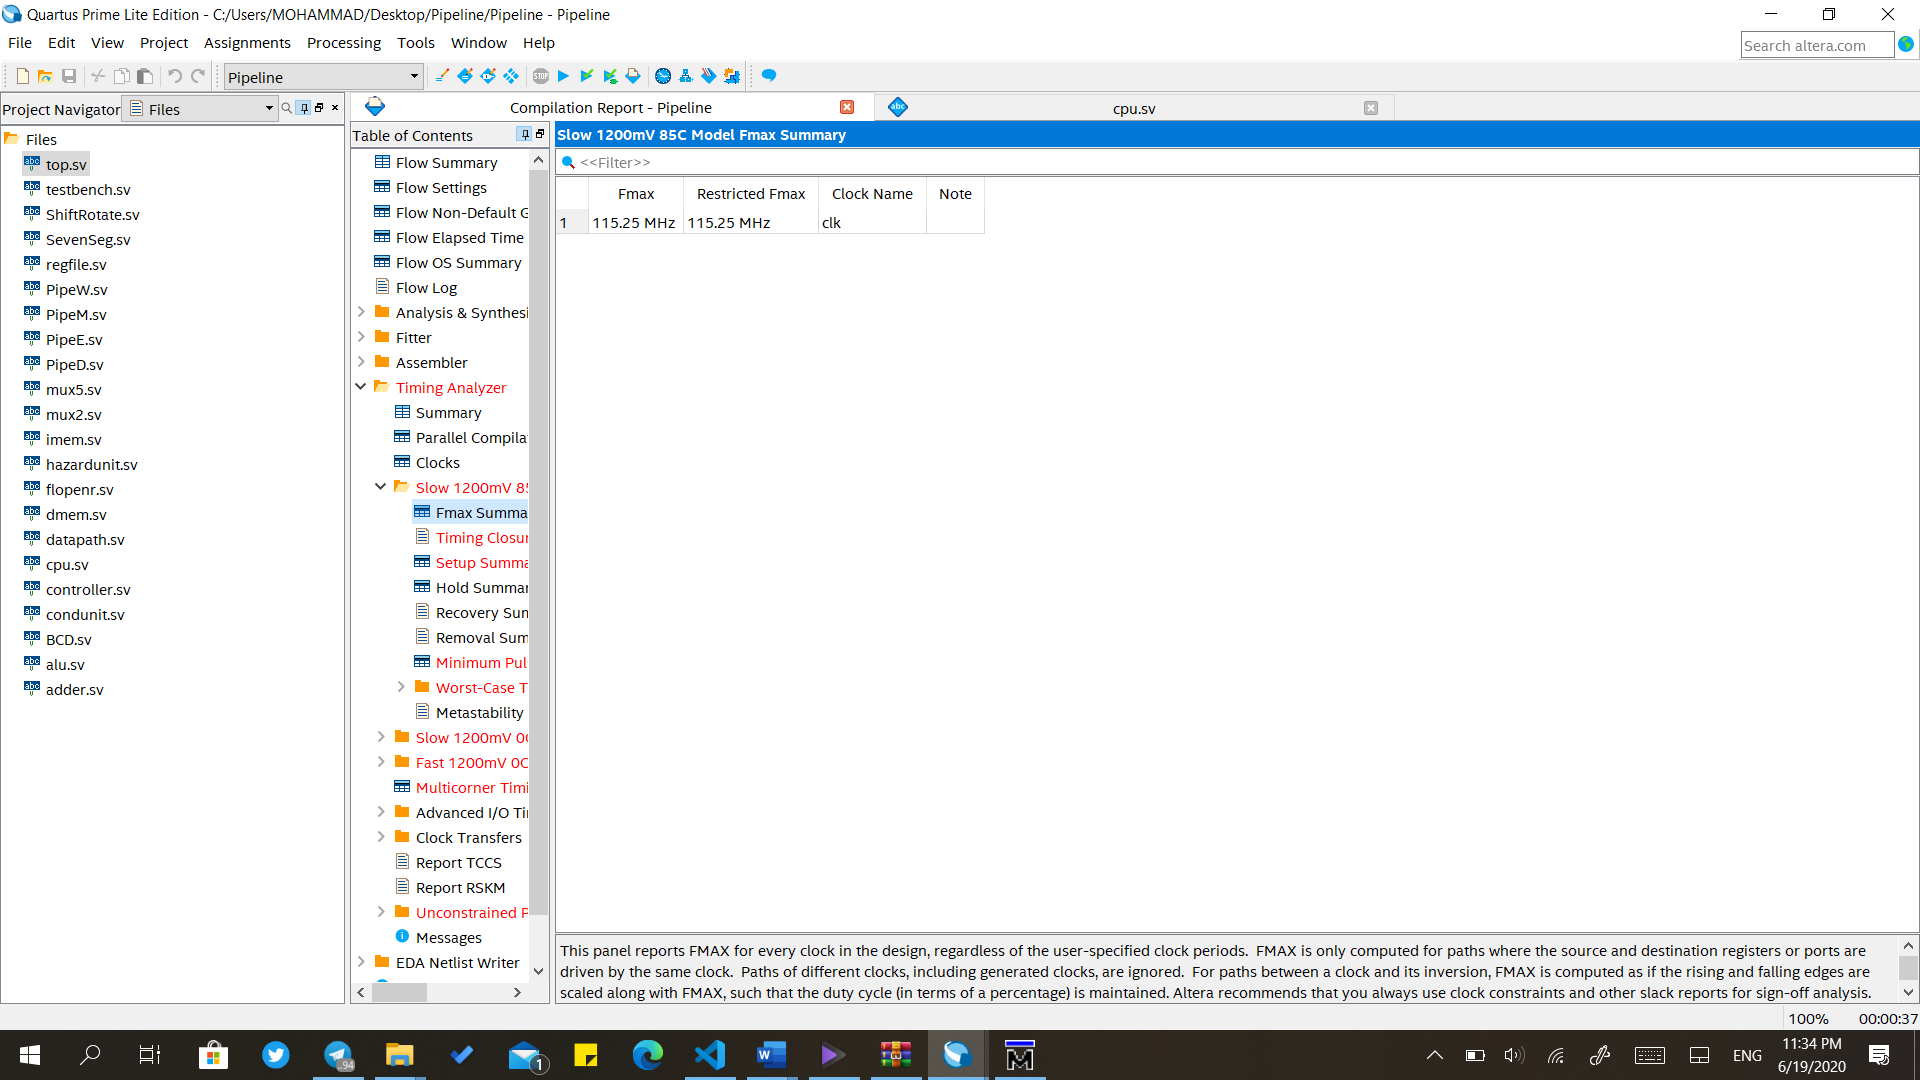 Quartus Prime Lite Edition - C:/Users/MOHAMMAD/Desktop/Pipeline/Pipeline - Pipeline
File Edit View Project Assignments Processing Tools Window Help
Search altera.com
Pipeline
Project Navigator Files
Files
top.sv
testbench.sv
ShiftRotate.sv
SevenSeg.sv
regfile.sv
PipeW.sv
PipeM.sv
PipeE.sv
PipeD.sv
mux5.sv
mux2.sv
imem.sv
hazardunit.sv
flopenr.sv
dmem.sv
datapath.sv
cpu.sv
controller.sv
condunit.sv
BCD.sv
alu.sv
adder.sv
Compilation Report - Pipeline
cpu.sv
Table of Contents
Flow Summary
Flow Settings
Flow Non-Default G
Flow Elapsed Time
Flow OS Summary
Flow Log
Analysis & Synthesi
Fitter
Assembler
Timing Analyzer
Summary
Parallel Compila
Clocks
Slow 1200mV 85
Fmax Summa
Timing Closur
Setup Summa
Hold Summar
Recovery Sum
Removal Sum
Minimum Pul
Worst-Case T
Metastability
Slow 1200mV 0C
Fast 1200mV 0C
Multicorner Timi
Advanced I/O Ti
Clock Transfers
Report TCCS
Report RSKM
Unconstrained P
Messages
EDA Netlist Writer
Slow 1200mV 85C Model Fmax Summary
<<Filter>>
Fmax Restricted Fmax Clock Name Note
1 115.25 MHz 115.25 MHz clk
This panel reports FMAX for every clock in the design, regardless of the user-specified clock periods. FMAX is only computed for paths where the source and destination registers or ports are
driven by the same clock. Paths of different clocks, including generated clocks, are ignored. For paths between a clock and its inversion, FMAX is computed as if the rising and falling edges are
scaled along with FMAX, such that the duty cycle (in terms of a percentage) is maintained. Altera recommends that you always use clock constraints and other slack reports for sign-off analysis.
100% 00:00:37
94
1
ENG
11:34 PM
6/19/2020